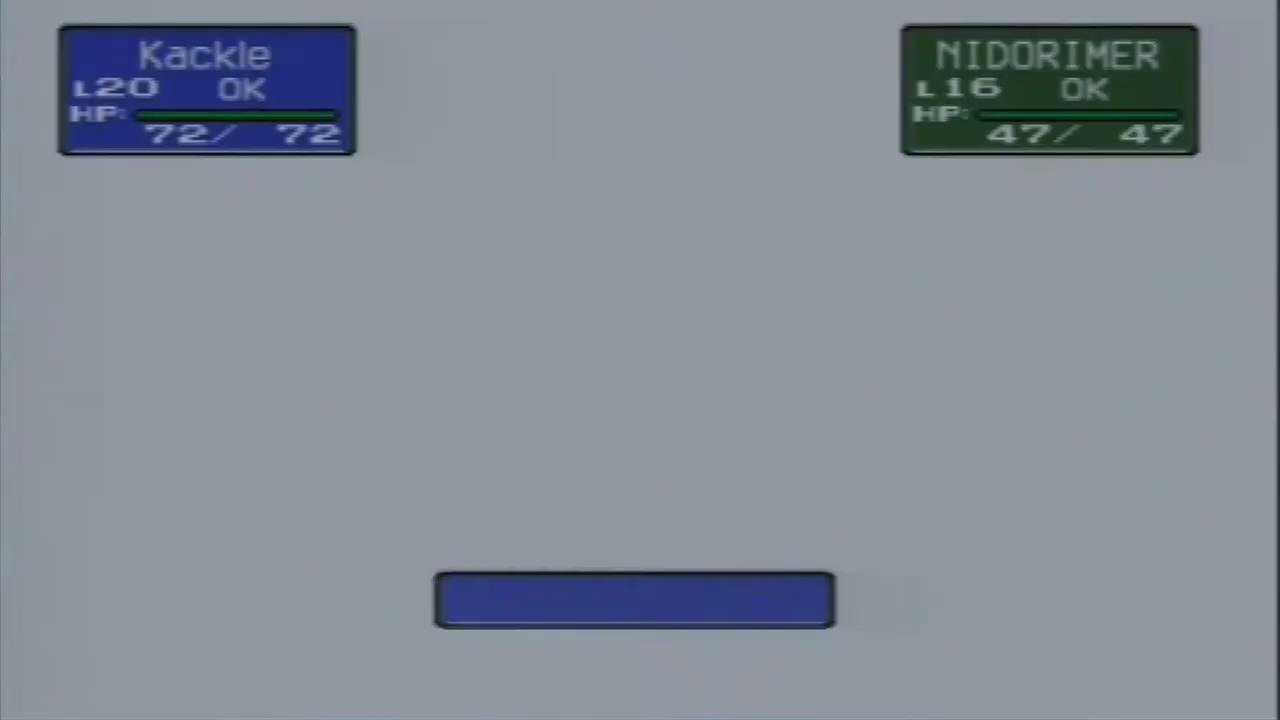 Kackle
L20 OK
HP:
72/ 72
NIDORIMER
L16 OK
HP:
47/ 47